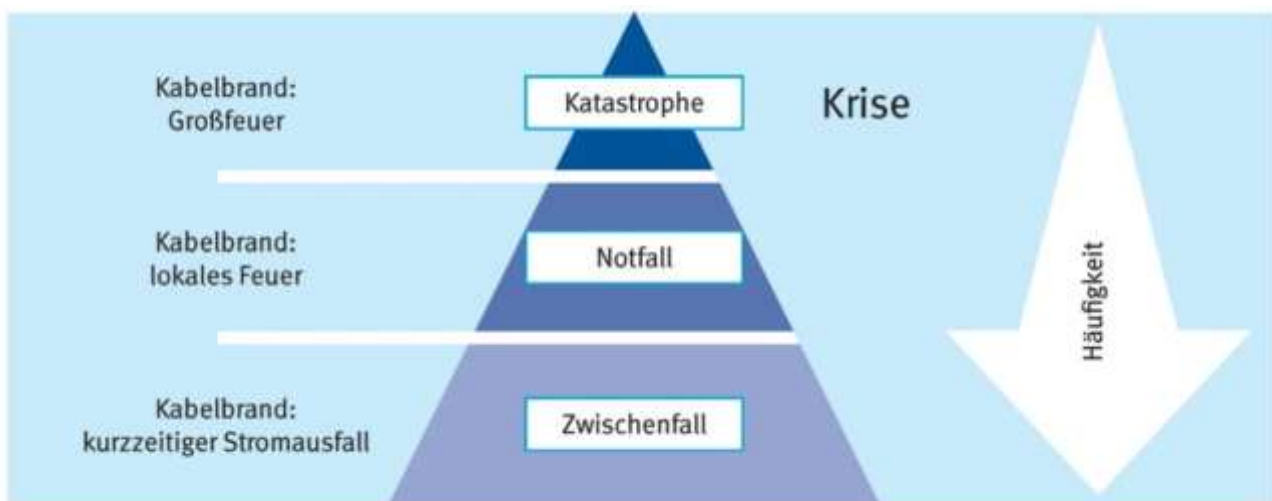 Kabelbrand:
Großfeuer
Katastrophe
Krise
Kabelbrand:
lokales Feuer
Notfall
Häufigkeit
Kabelbrand:
kurzzeitiger Stromausfall
Zwischenfall